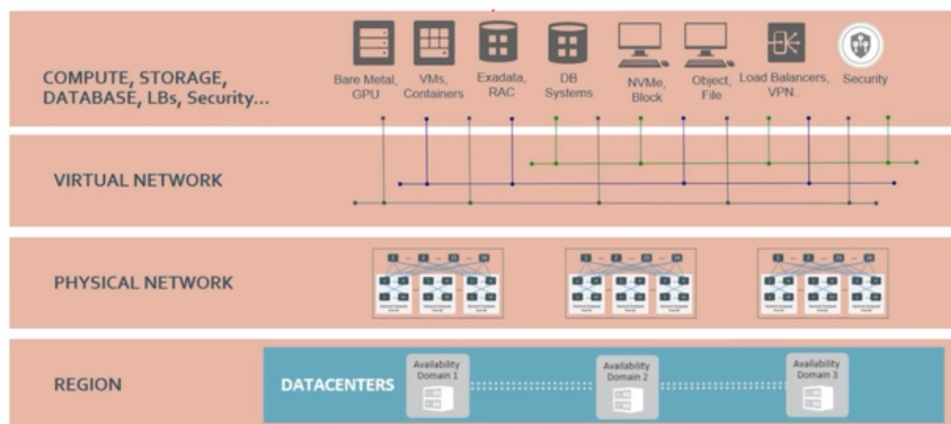 COMPUTE, STORAGE,
DATABASE, LBs, Security...
Bare Metal,
GPU
VMs,
Containers
Exadata,
RAC
DB
Systems
NVMe,
Block
Object,
File
Load Balancers,
VPN..
Security
VIRTUAL NETWORK
PHYSICAL NETWORK
REGION
DATACENTERS
Availability
Domain 1
Availability
Domain 2
Availability
Domain 3